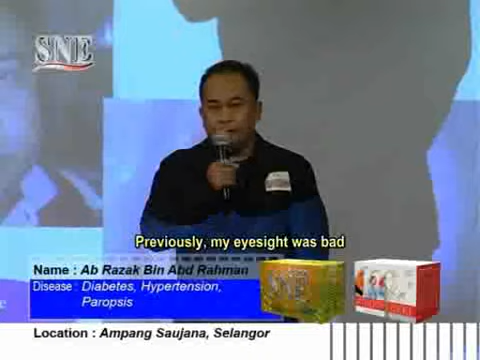 SNE
Previously, my eyesight was bad
Name : Ab Razak Bin Abd Rahman
Disease : Diabetes, Hypertension,
Paropsis
SNE
Location : Ampang Saujana, Selangor